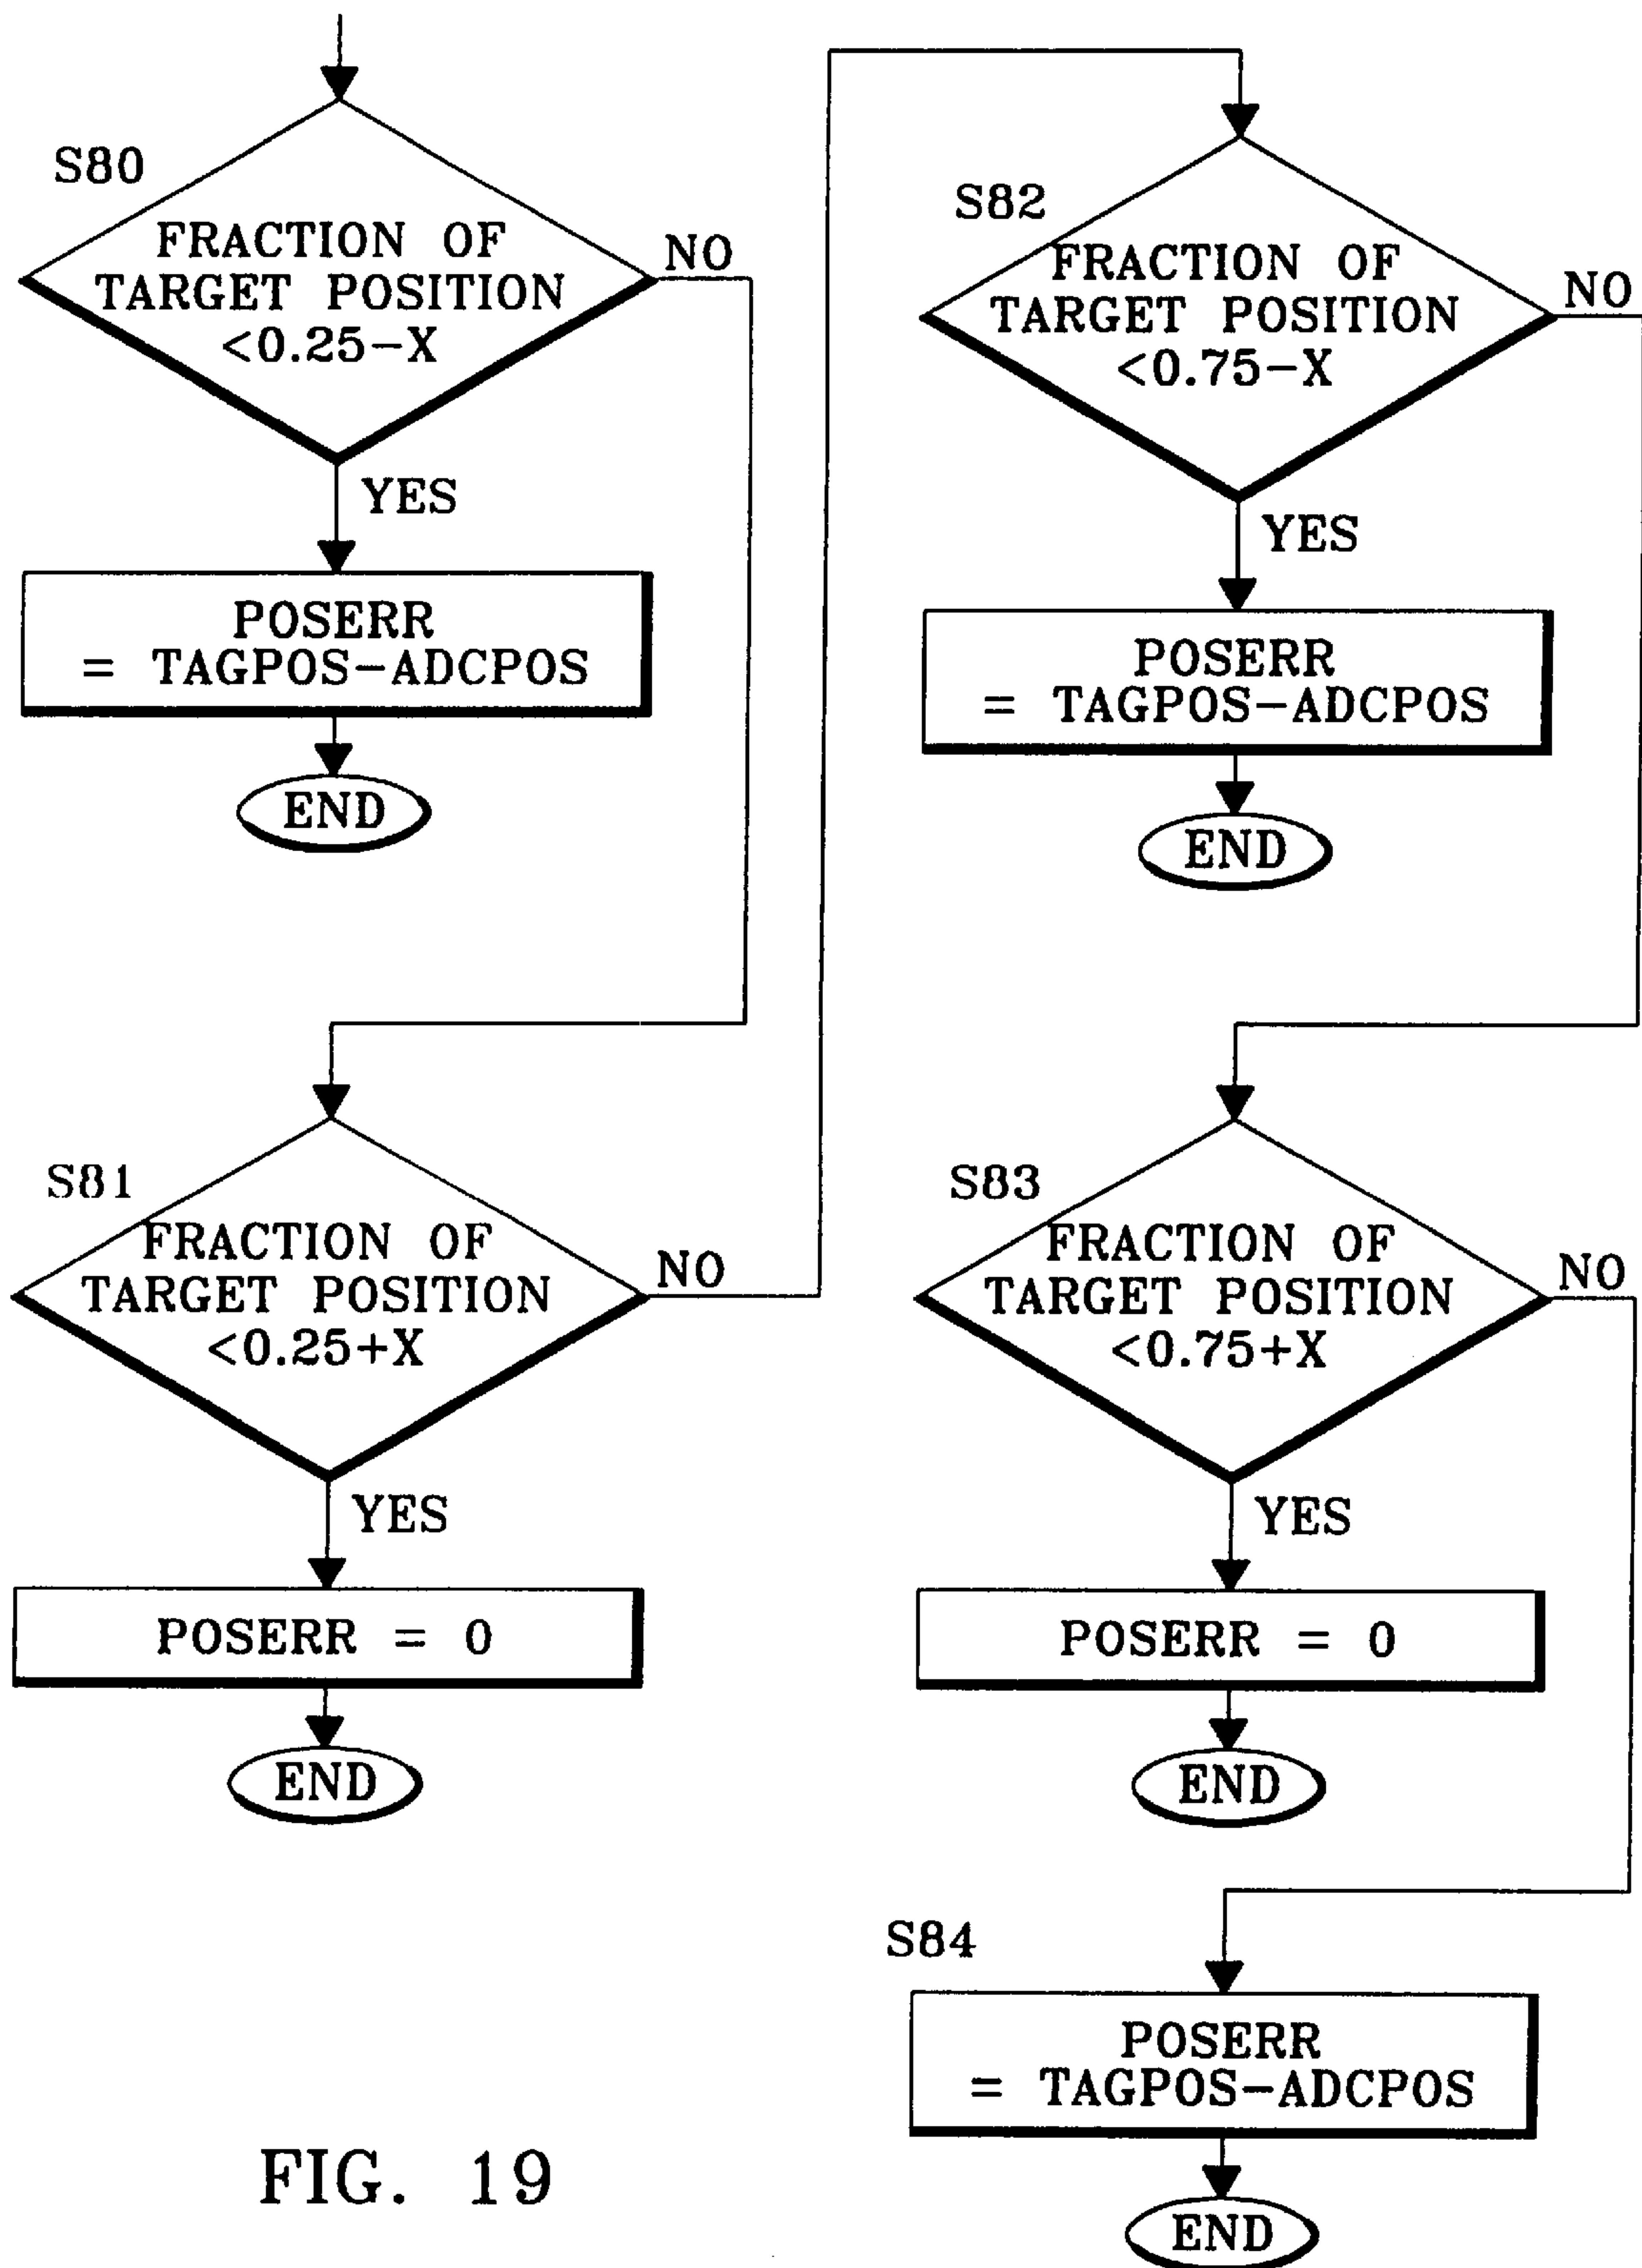 S80
FRACTION OF
TARGET POSITION
<0.25-X
NO
YES
POSERR
= TAGPOS-ADCPOS
END
S81
FRACTION OF
TARGET POSITION
<0.25+X
NO
YES
POSERR = 0
END
S82
FRACTION OF
TARGET POSITION
<0.75-X
NO
YES
POSERR
= TAGPOS-ADCPOS
END
S83
FRACTION OF
TARGET POSITION
<0.75+X
NO
YES
POSERR = 0
END
S84
POSERR
= TAGPOS-ADCPOS
END
FIG. 19